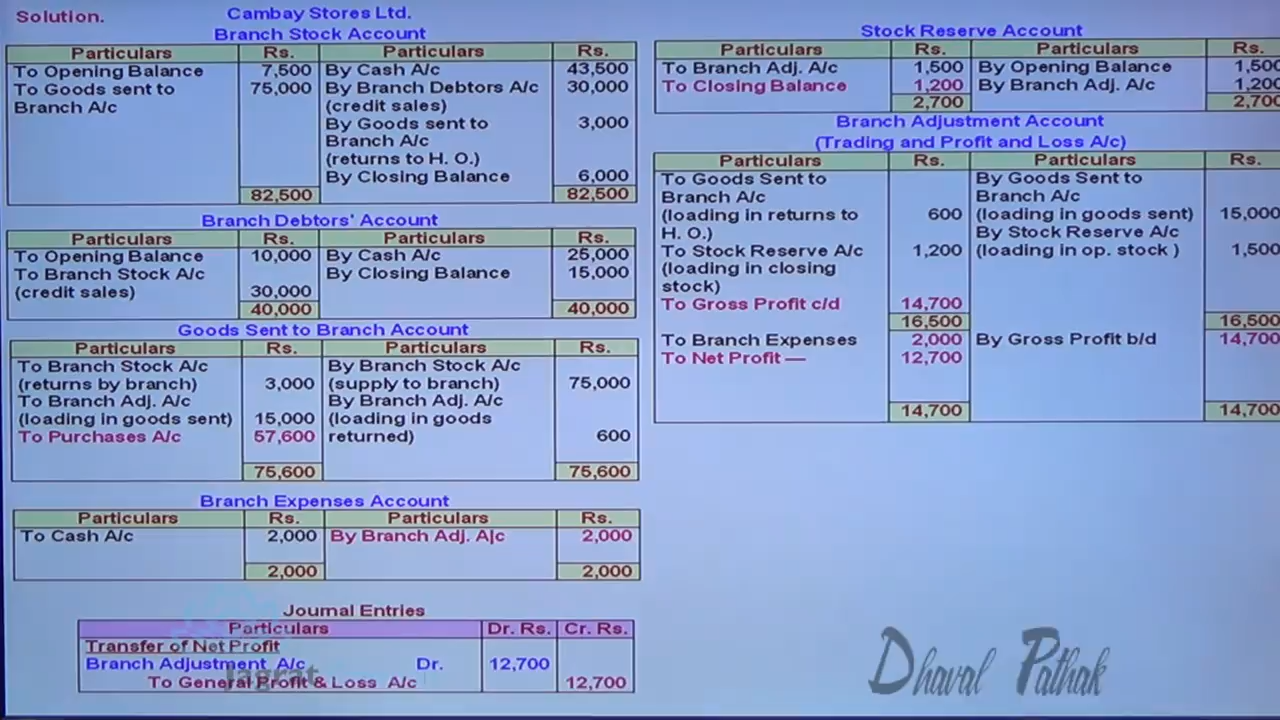 Solution.
Cambay Stores Ltd.
Branch Stock Account
Particulars Rs. Particulars Rs.
To Opening Balance 7,500 By Cash A/c 43,500
To Goods sent to 75,000 By Branch Debtors A/c 30,000
Branch A/c (credit sales)
By Goods sent to 3,000
Branch A/c
(returns to H. O.)
By Closing Balance 6,000
82,500 82,500
Branch Debtors' Account
Particulars Rs. Particulars Rs.
To Opening Balance 10,000 By Cash A/c 25,000
To Branch Stock A/c By Closing Balance 15,000
(credit sales) 30,000
40,000 40,000
Goods Sent to Branch Account
Particulars Rs. Particulars Rs.
To Branch Stock A/c By Branch Stock A/c
(returns by branch) 3,000 (supply to branch) 75,000
To Branch Adj. A/c By Branch Adj. A/c
(loading in goods sent) 15,000 (loading in goods
To Purchases A/c 57,600 returned) 600
75,600 75,600
Branch Expenses Account
Particulars Rs. Particulars Rs.
To Cash A/c 2,000 By Branch Adj. A|c 2,000
2,000 2,000
Journal Entries
Particulars Dr. Rs. Cr. Rs.
Transfer of Net Profit
Branch Adjustment A/c Dr. 12,700
To General Profit & Loss A/c 12,700
Jagrat
Stock Reserve Account
Particulars Rs. Particulars Rs.
To Branch Adj. A/c 1,500 By Opening Balance 1,500
To Closing Balance 1,200 By Branch Adj. A/c 1,200
2,700 2,700
Branch Adjustment Account
(Trading and Profit and Loss A/c)
Particulars Rs. Particulars Rs.
To Goods Sent to By Goods Sent to
Branch A/c Branch A/c
(loading in returns to 600 (loading in goods sent) 15,000
H. O.) By Stock Reserve A/c
To Stock Reserve A/c 1,200 (loading in op. stock ) 1,500
(loading in closing
stock)
To Gross Profit c/d 14,700
16,500 16,500
To Branch Expenses 2,000 By Gross Profit b/d 14,700
To Net Profit — 12,700
14,700 14,700
Dhaval Pathak